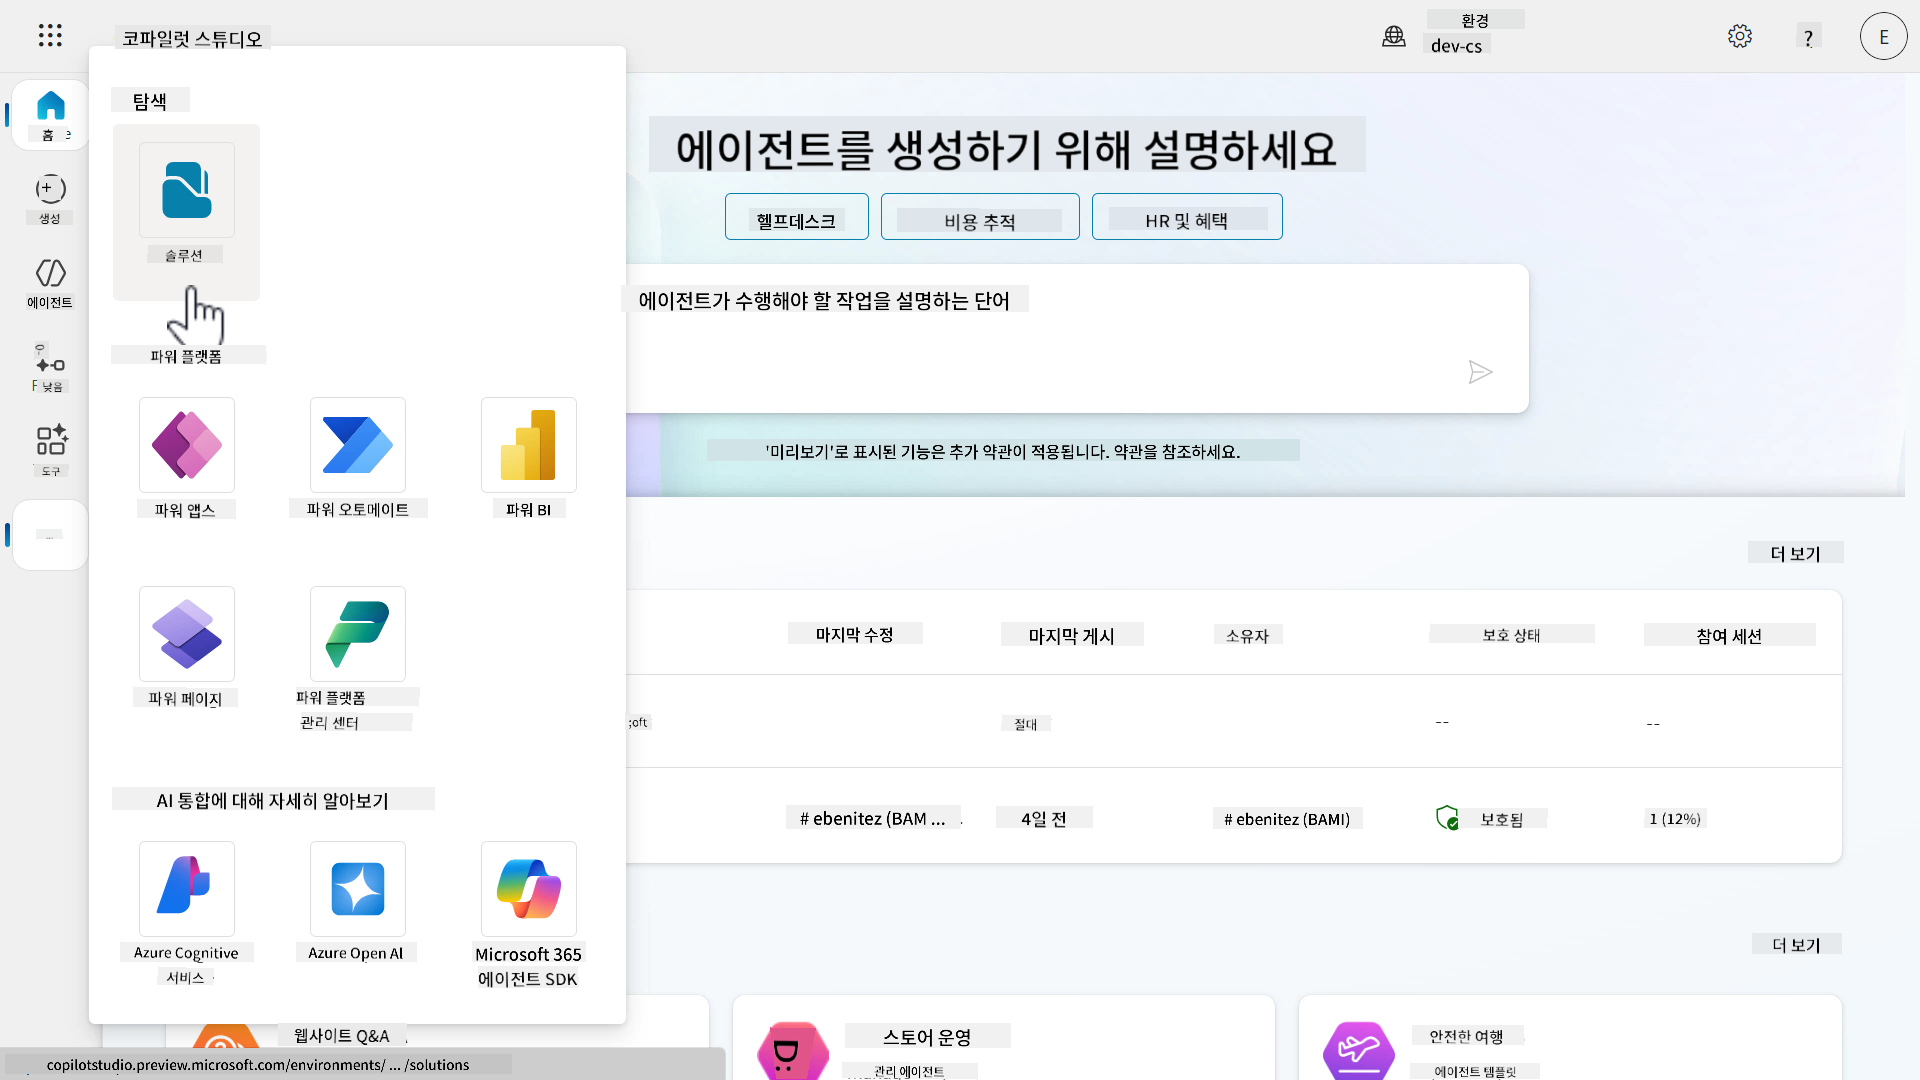 코파일럿 스튜디오
환경
dev-cs
?
E
탐색
홈
생성
에이전트
낮음
도구
솔루션
파워 플랫폼
파워 앱스
파워 오토메이트
파워 BI
파워 페이지
파워 플랫폼
관리 센터
AI 통합에 대해 자세히 알아보기
Azure Cognitive
서비스
Azure Open AI
Microsoft 365
에이전트 SDK
에이전트를 생성하기 위해 설명하세요
헬프데스크
비용 추적
HR 및 혜택
에이전트가 수행해야 할 작업을 설명하는 단어
'미리보기'로 표시된 기능은 추가 약관이 적용됩니다. 약관을 참조하세요.
더 보기
마지막 수정
마지막 게시
소유자
보호 상태
참여 세션
절대
--
--
# ebenitez (BAM ...
4일 전
# ebenitez (BAMI)
보호됨
1 (12%)
더 보기
웹사이트 Q&A
스토어 운영
관리 에이전트
안전한 여행
에이전트 템플릿
copilotstudio.preview.microsoft.com/environments/ ... /solutions